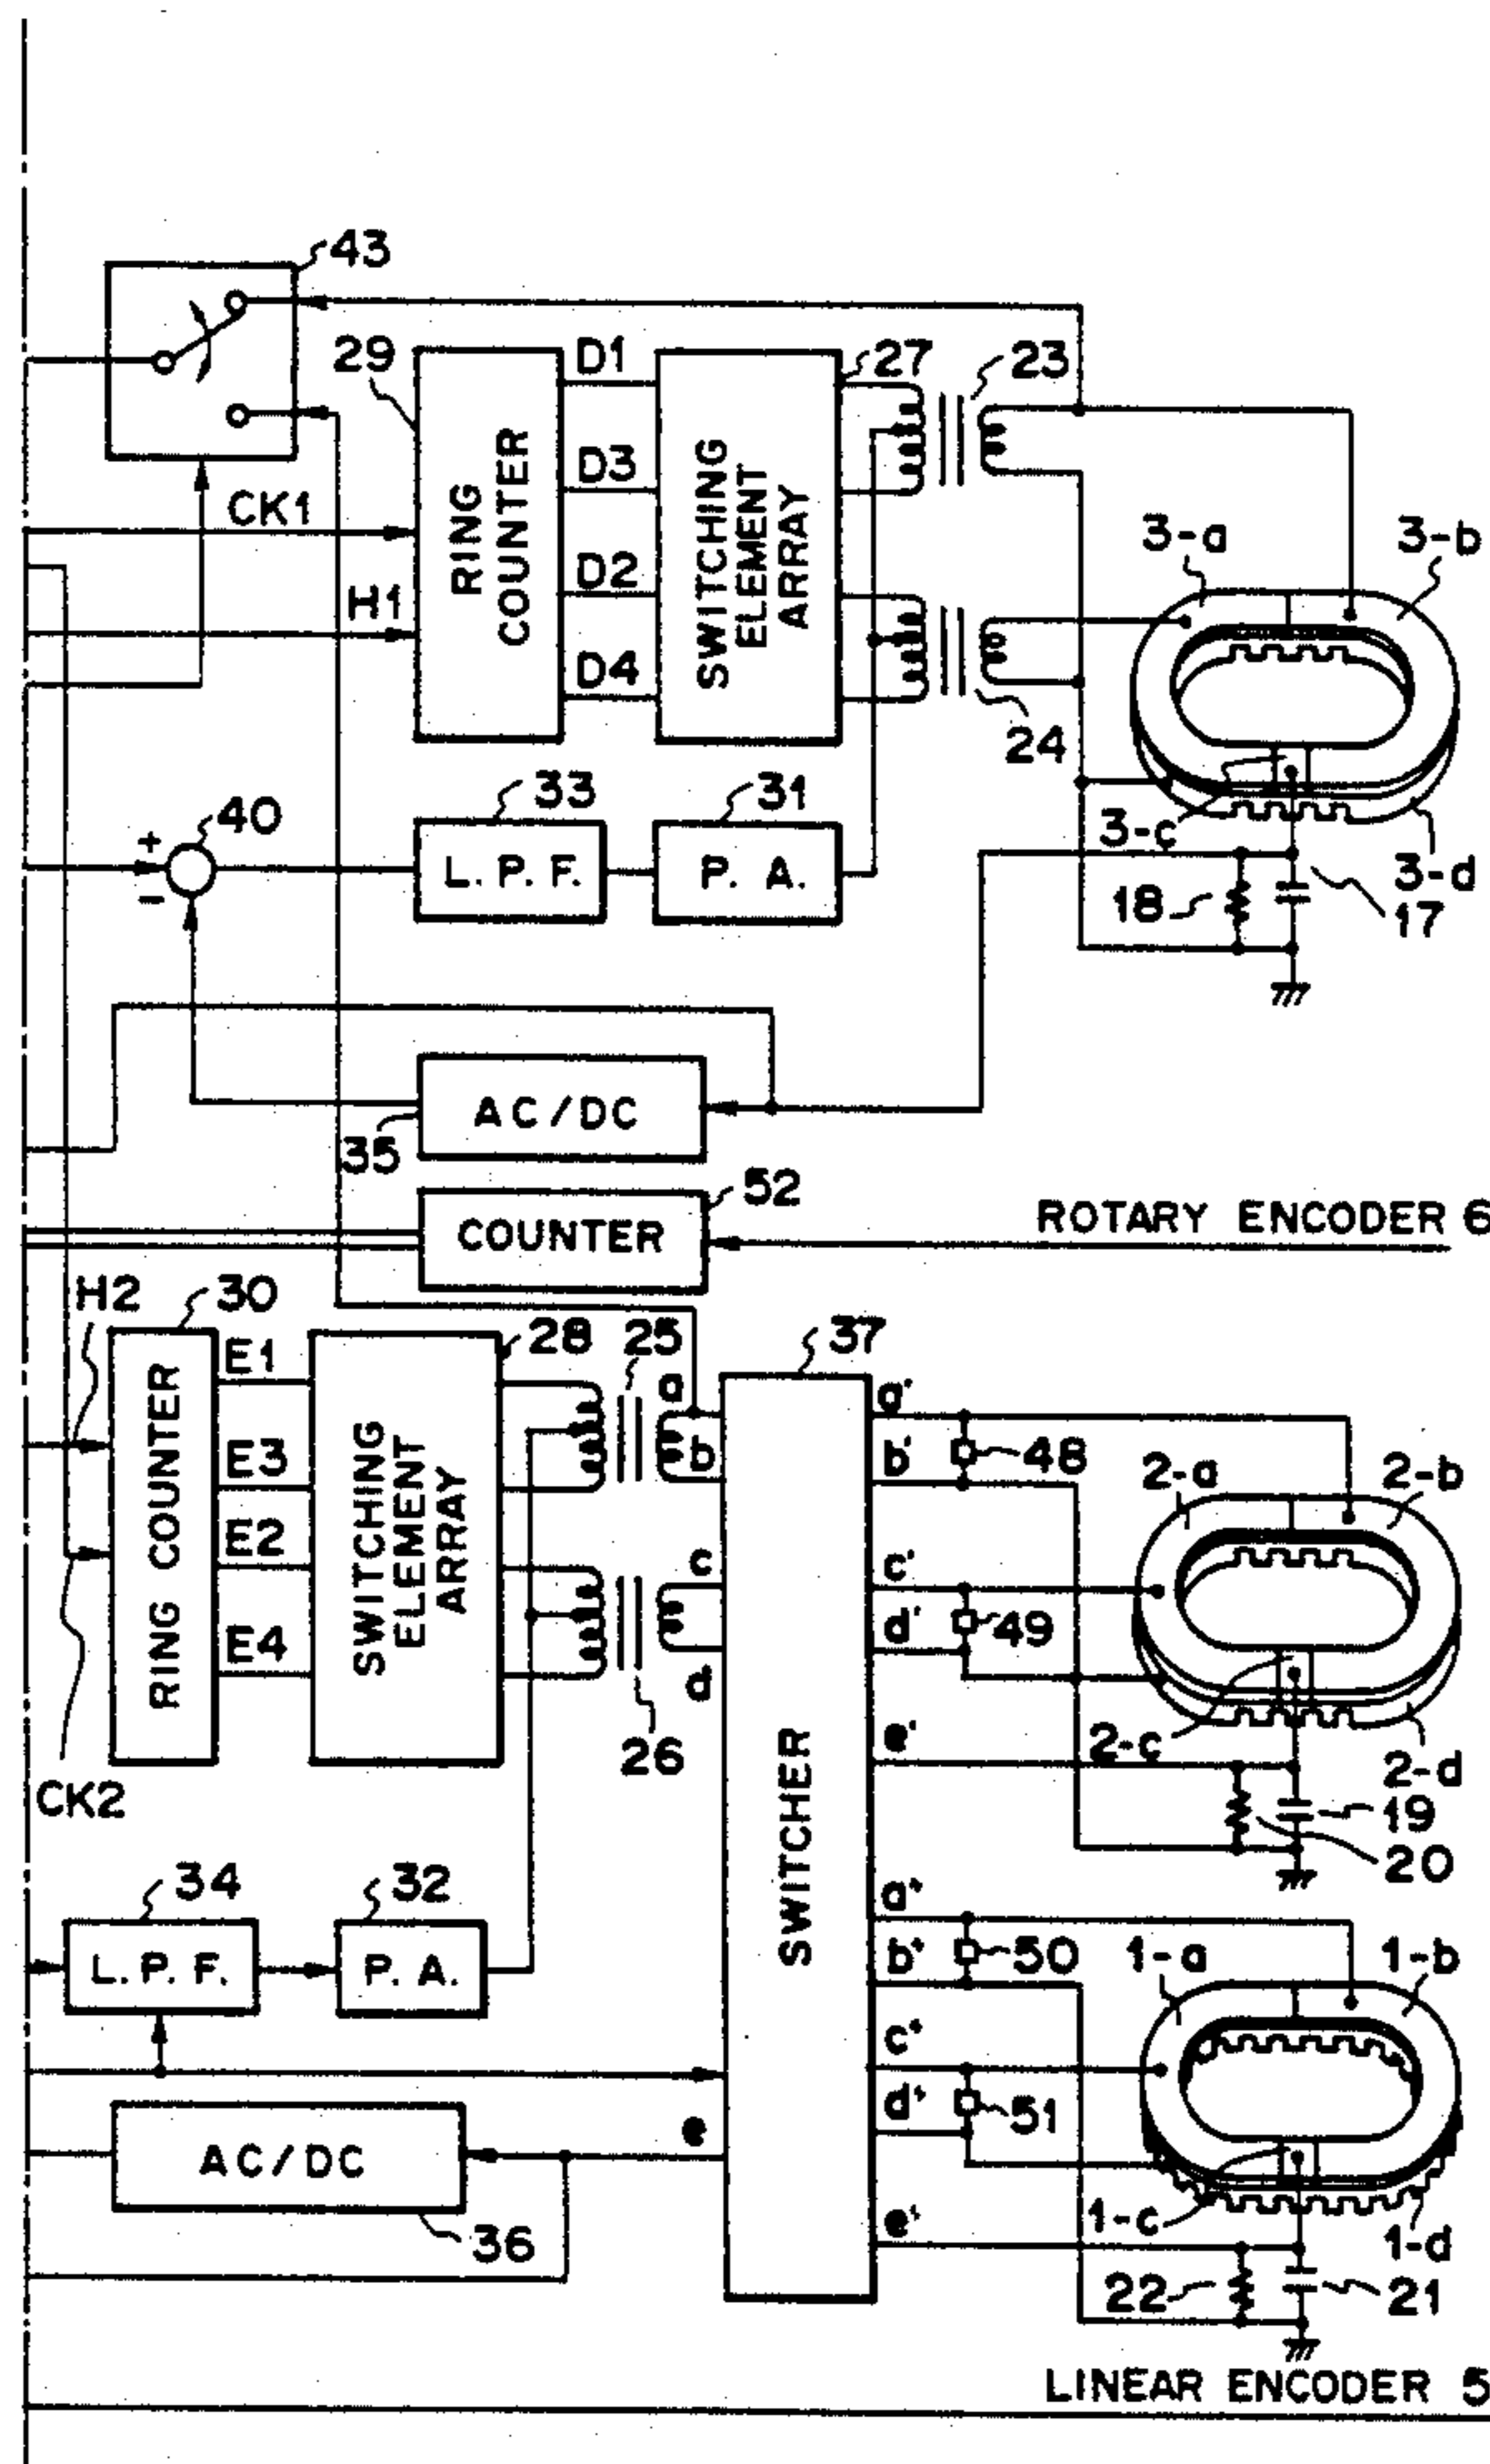 43
29
D1
27
23
CK1
RING COUNTER
D3
SWITCHING ELEMENT ARRAY
3-a
3-b
H1
D2
D4
24
33
31
3-c
40
+
-
L. P. F.
P. A.
18
3-d
17
AC/DC
35
52
COUNTER
ROTARY ENCODER 6
H2
30
28
25
37
E1
a
a'
RING COUNTER
E3
SWITCHING ELEMENT ARRAY
b
b'
48
2-a
2-b
E2
c
c'
E4
d
d'
49
26
2-c
e'
2-d
CK2
SWITCHER
19
20
34
32
a+
L. P. F.
P. A.
b+
50
1-a
1-b
c+
d+
51
e
AC/DC
36
e+
1-c
1-d
22
21
LINEAR ENCODER 5